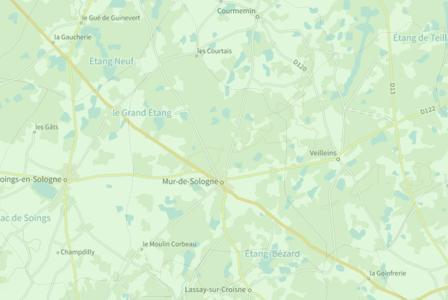 Courmemin
le Gué de Guinevert
la Gaucherie
Étang de Teill
les Courtais
Étang Neuf
D120
D13
le Grand Étang
D122
les Gâts
Veilleins
oings-en-Sologne
Mur-de-Sologne
ac de Soings
le Moulin Corbeau
Champdilly
Étang Bézard
la Goinfrerie
Lassay-sur-Croisne